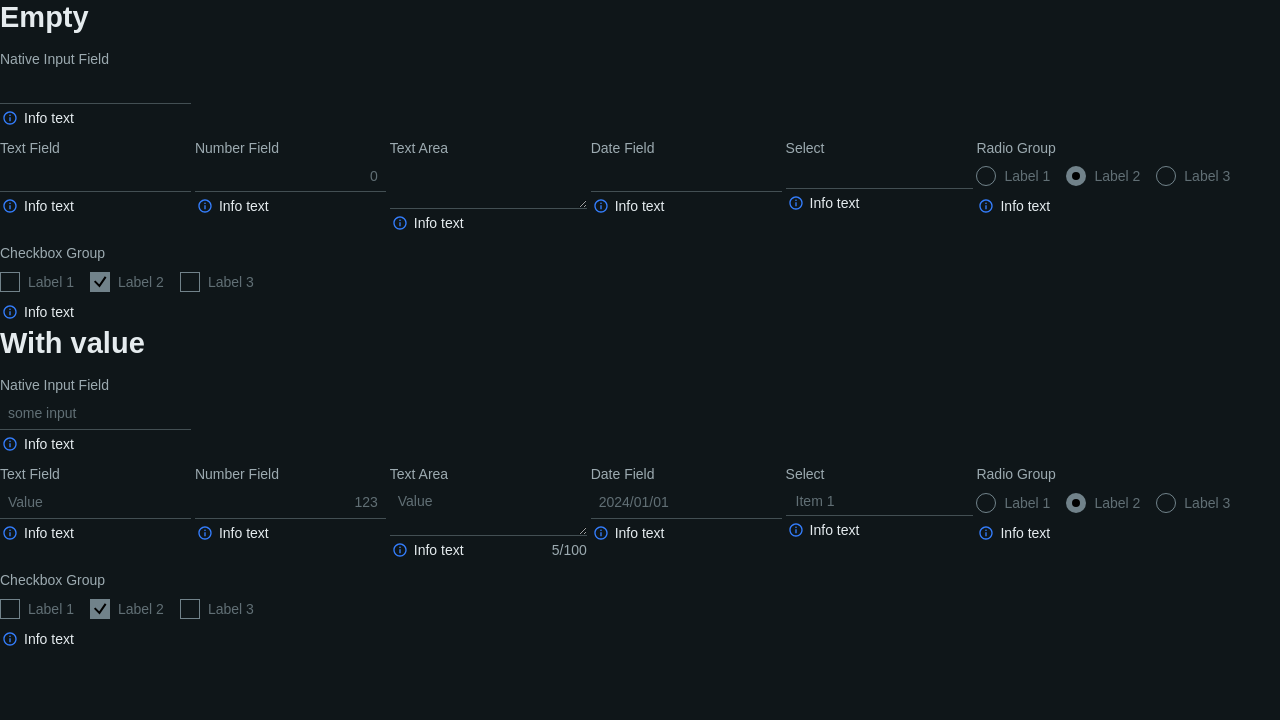 Empty
Native Input Field
Info text
Text Field Number Field Text Area Date Field Select Radio Group
0 Label 1 Label 2 Label 3
Info text Info text Info text Info text Info text Info text
Checkbox Group
Label 1 Label 2 Label 3
Info text
With value
Native Input Field
some input
Info text
Text Field Number Field Text Area Date Field Select Radio Group
Value 123 Value 2024/01/01 Item 1 Label 1 Label 2 Label 3
Info text Info text Info text 5/100 Info text Info text Info text
Checkbox Group
Label 1 Label 2 Label 3
Info text